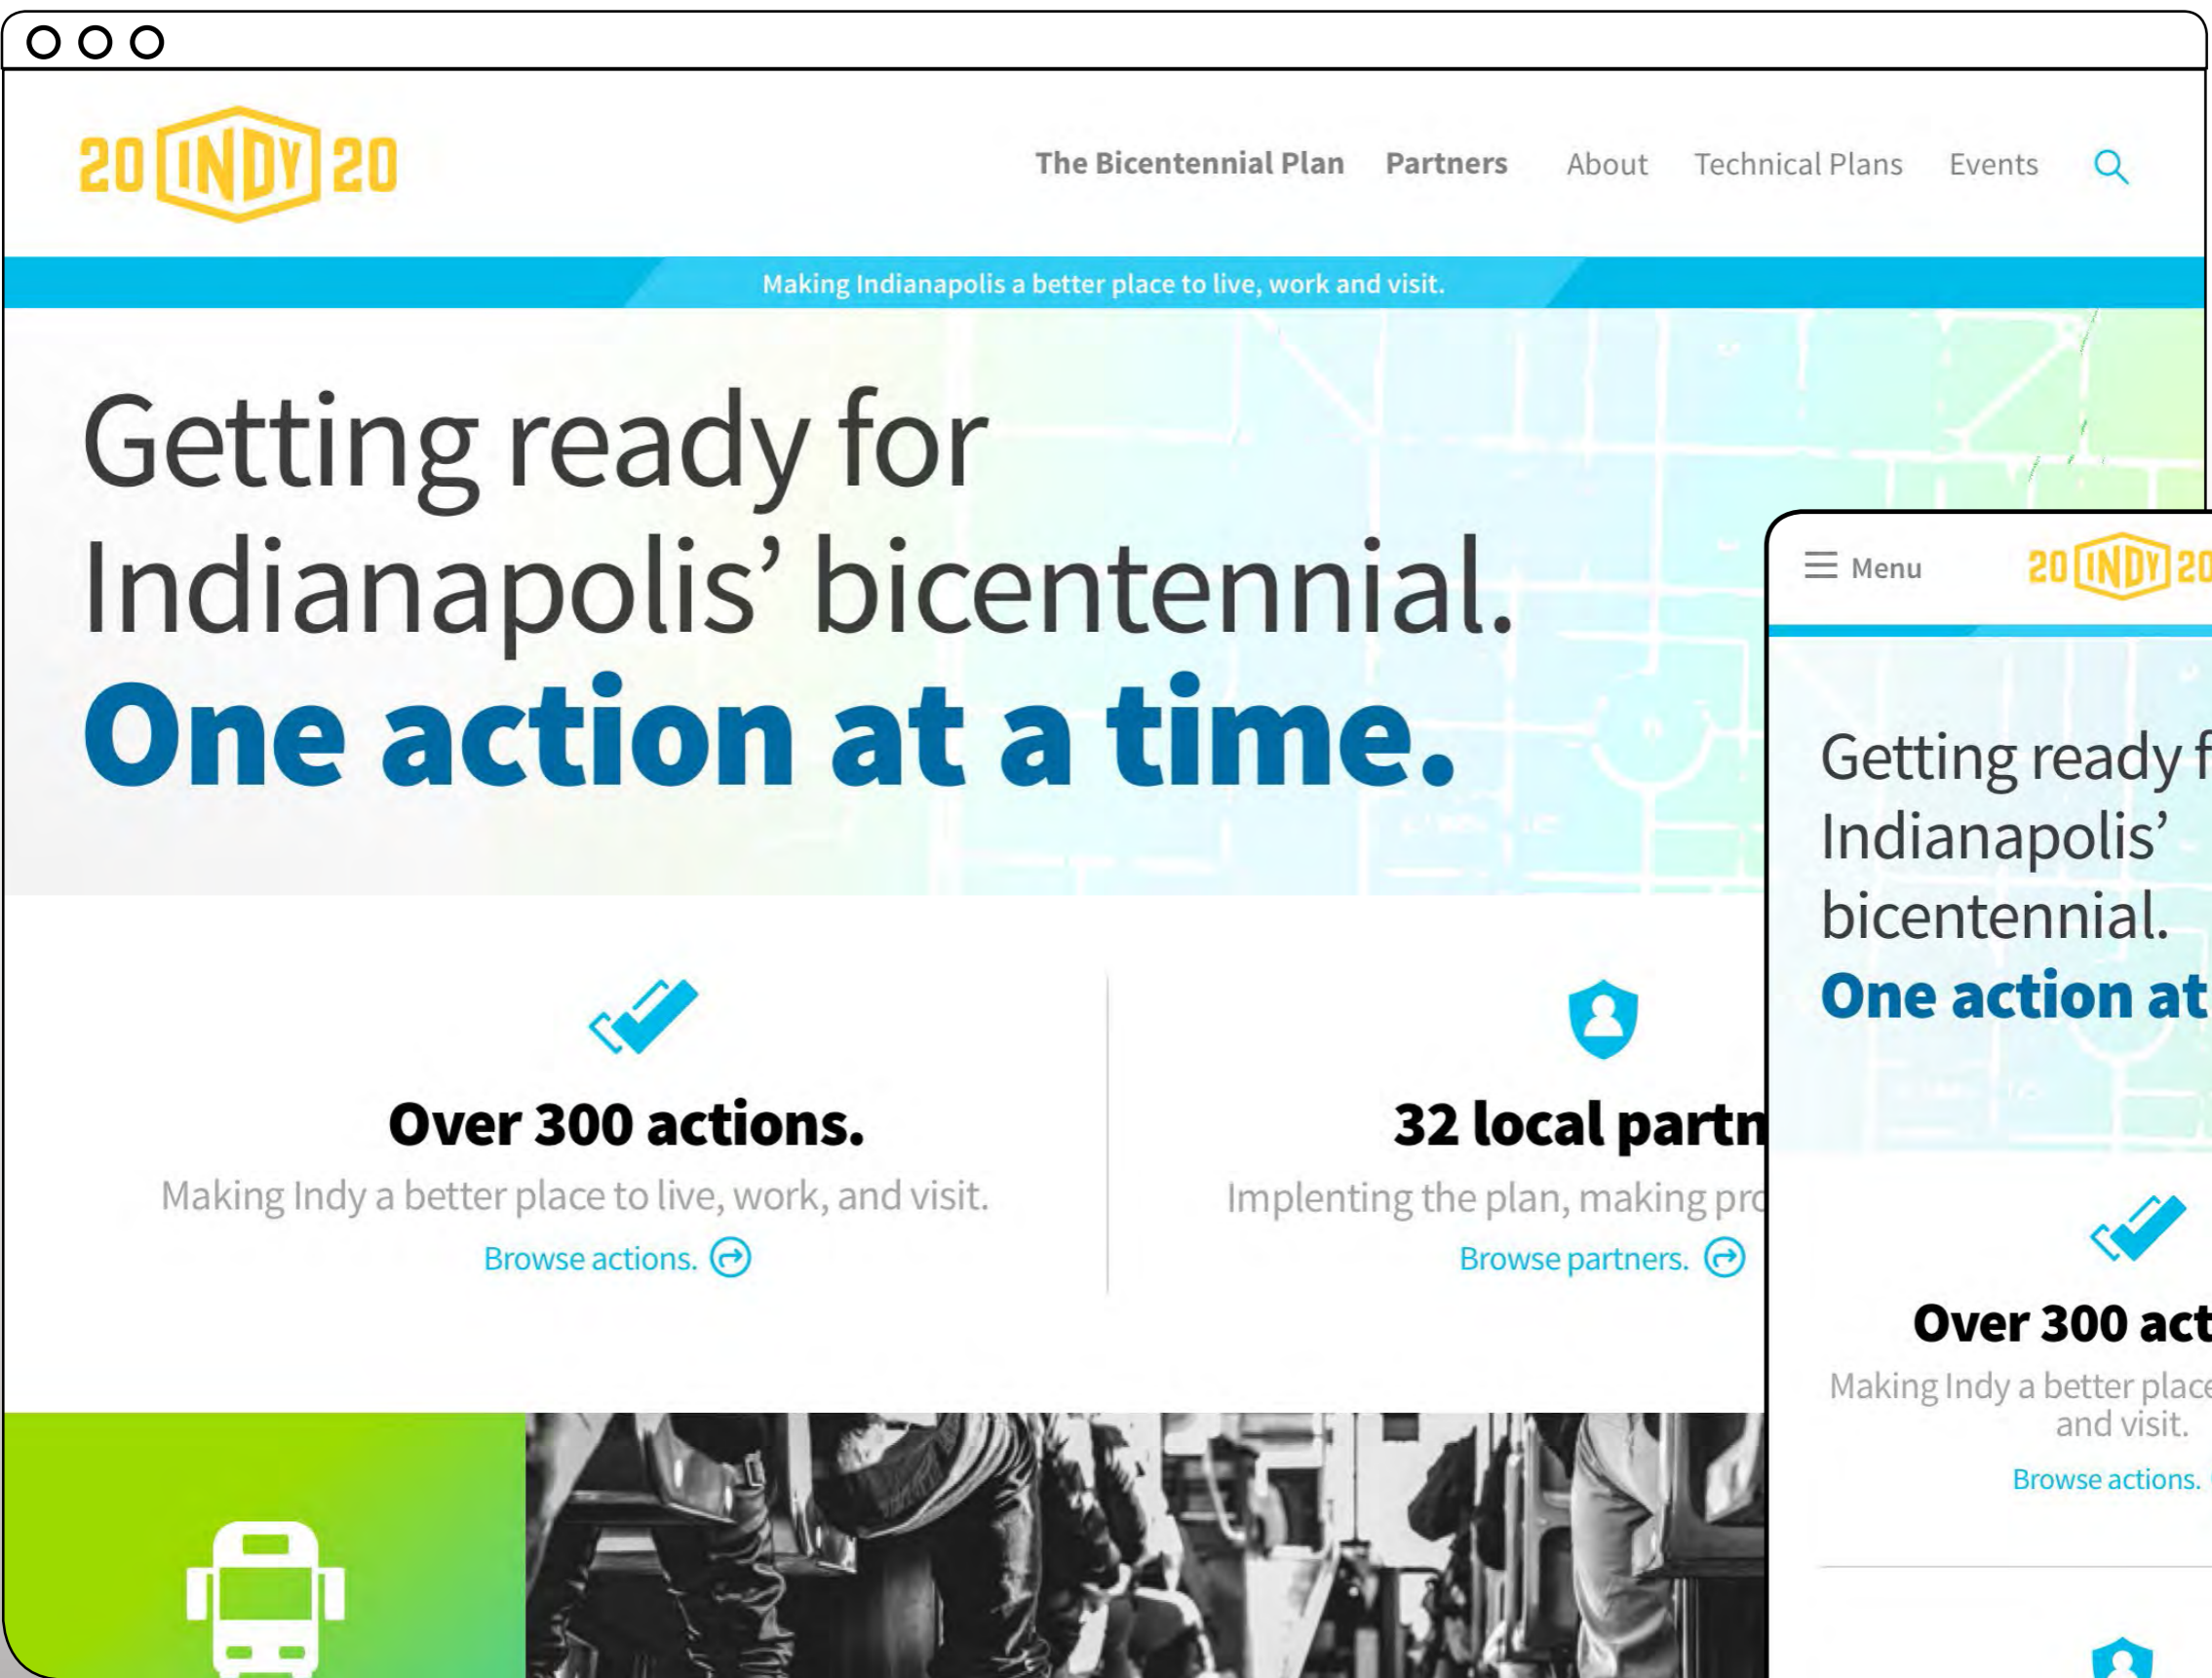 20 INDY 20
The Bicentennial Plan Partners About Technical Plans Events
Making Indianapolis a better place to live, work and visit.
Getting ready for
Indianapolis’ bicentennial.
One action at a time.
Over 300 actions.
Making Indy a better place to live, work, and visit.
Browse actions.
32 local partn
Implenting the plan, making pro
Browse partners.
Menu
20 INDY 20
Getting ready f
Indianapolis’
bicentennial.
One action at
Over 300 act
Making Indy a better place
and visit.
Browse actions.